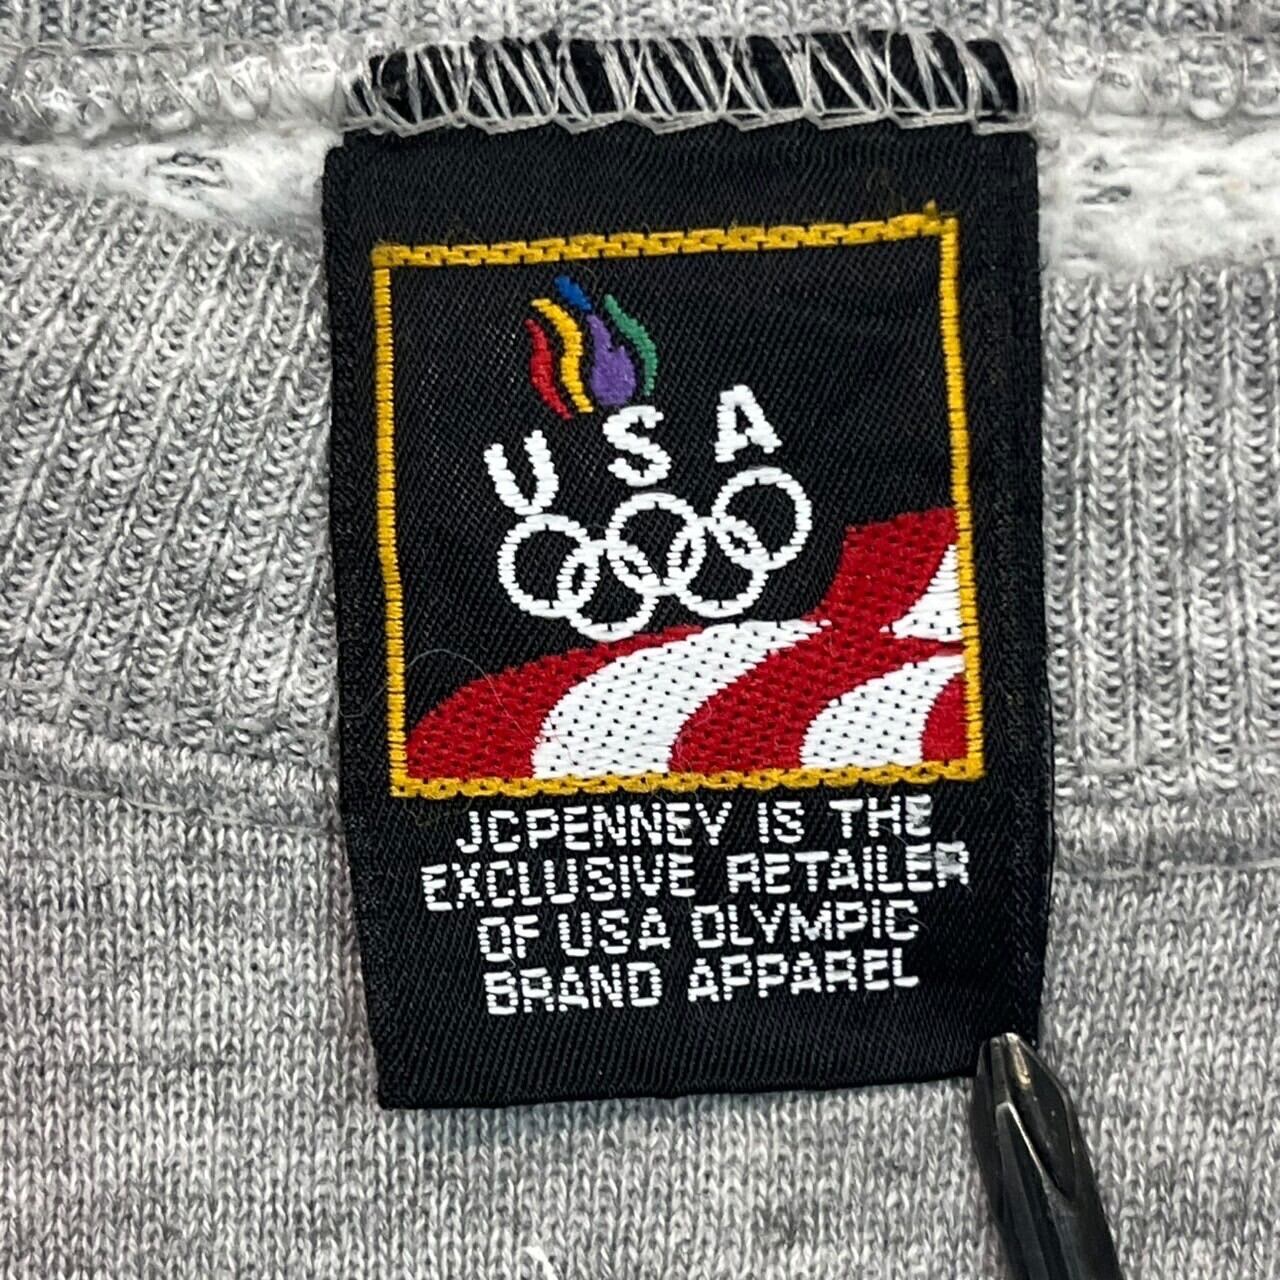 USA
JCPENNEY IS THE
EXCLUSIVE RETAILER
OF USA OLYMPIC
BRAND APPAREL